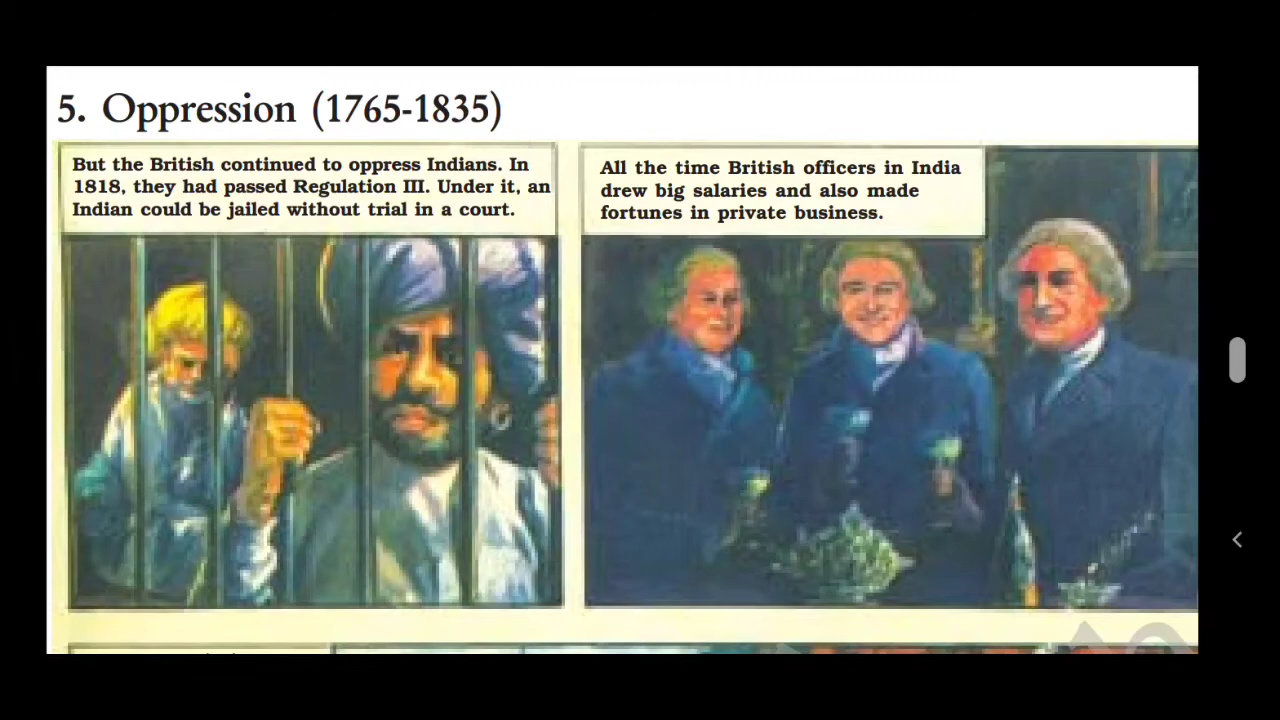 5. Oppression (1765-1835)
But the British continued to oppress Indians. In
1818, they had passed Regulation III. Under it, an
Indian could be jailed without trial in a court.
All the time British officers in India
drew big salaries and also made
fortunes in private business.